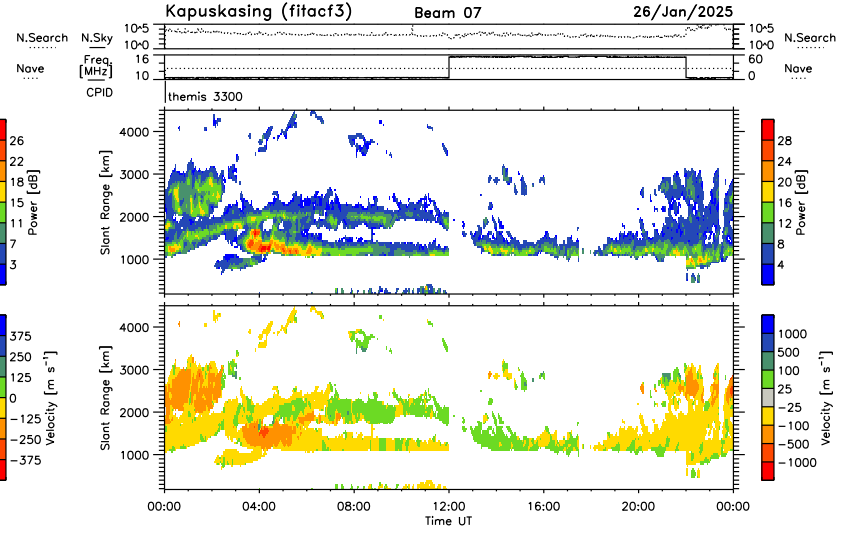 Kapuskasing (fitacf3) Beam 07 26/Jan/2025
N.Search N.Sky 10^5 10^0 10^5 10^0 N.Search
Nave Freq. [MHz] 16 10 60 0 Nave
CPID themis 3300
26 22 18 15 11 7 3 Power [dB]
Slant Range [km] 4000 3000 2000 1000
28 24 20 16 12 8 4 Power [dB]
375 250 125 0 -125 -250 -375 Velocity [m s⁻¹]
Slant Range [km] 4000 3000 2000 1000
1000 500 100 25 -25 -100 -500 -1000 Velocity [m s⁻¹]
00:00 04:00 08:00 12:00 16:00 20:00 00:00
Time UT